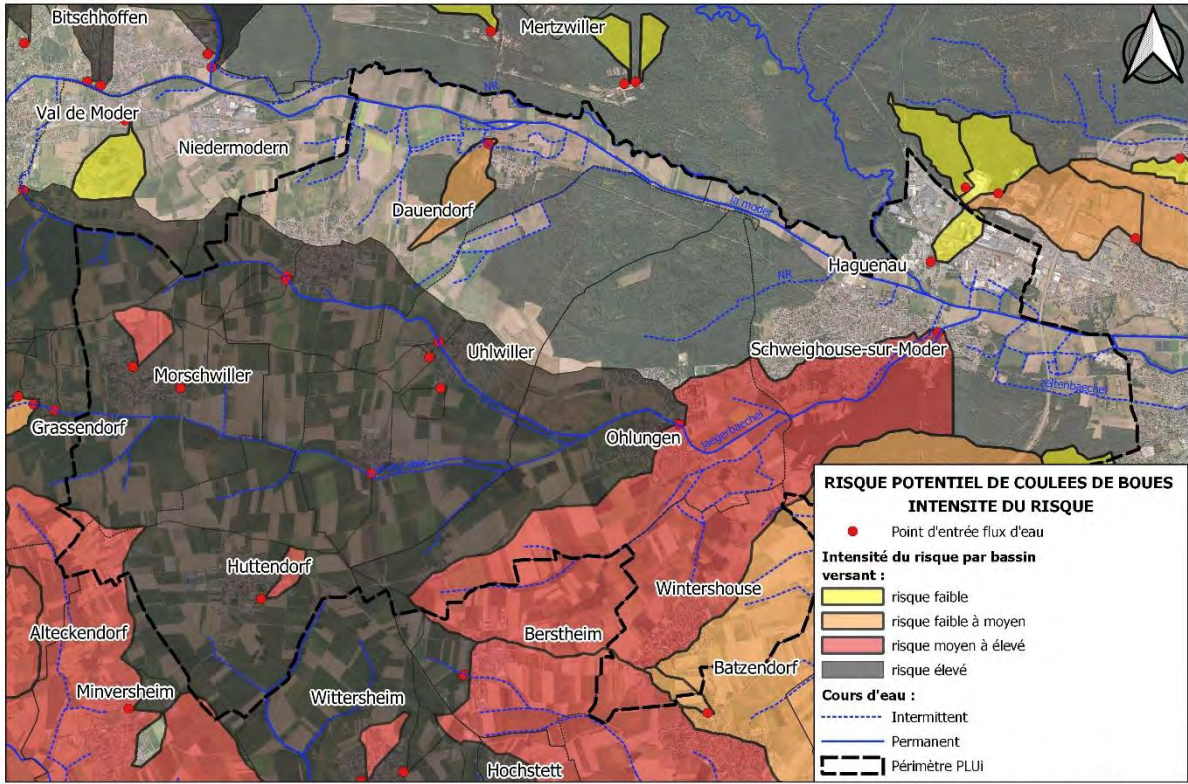 Bitschhoffen
Mertzwiller
NR
Val de Moder
Niedermodern
Dauendorf
la moder
Haguenau
NR
Uhlwiller
Schweighouse-sur-Moder
Morschwiller
zeltenbaechel
Grassendorf
Ohlungen
jaegerbaechel
Huttendorf
Wintershouse
Alteckendorf
Berstheim
Batzendorf
Minversheim
Wittersheim
Hochstett
RISQUE POTENTIEL DE COULEES DE BOUES
INTENSITE DU RISQUE
Point d'entrée flux d'eau
Intensité du risque par bassin
versant :
risque faible
risque faible à moyen
risque moyen à élevé
risque élevé
Cours d'eau :
Intermittent
Permanent
Périmètre PLUi